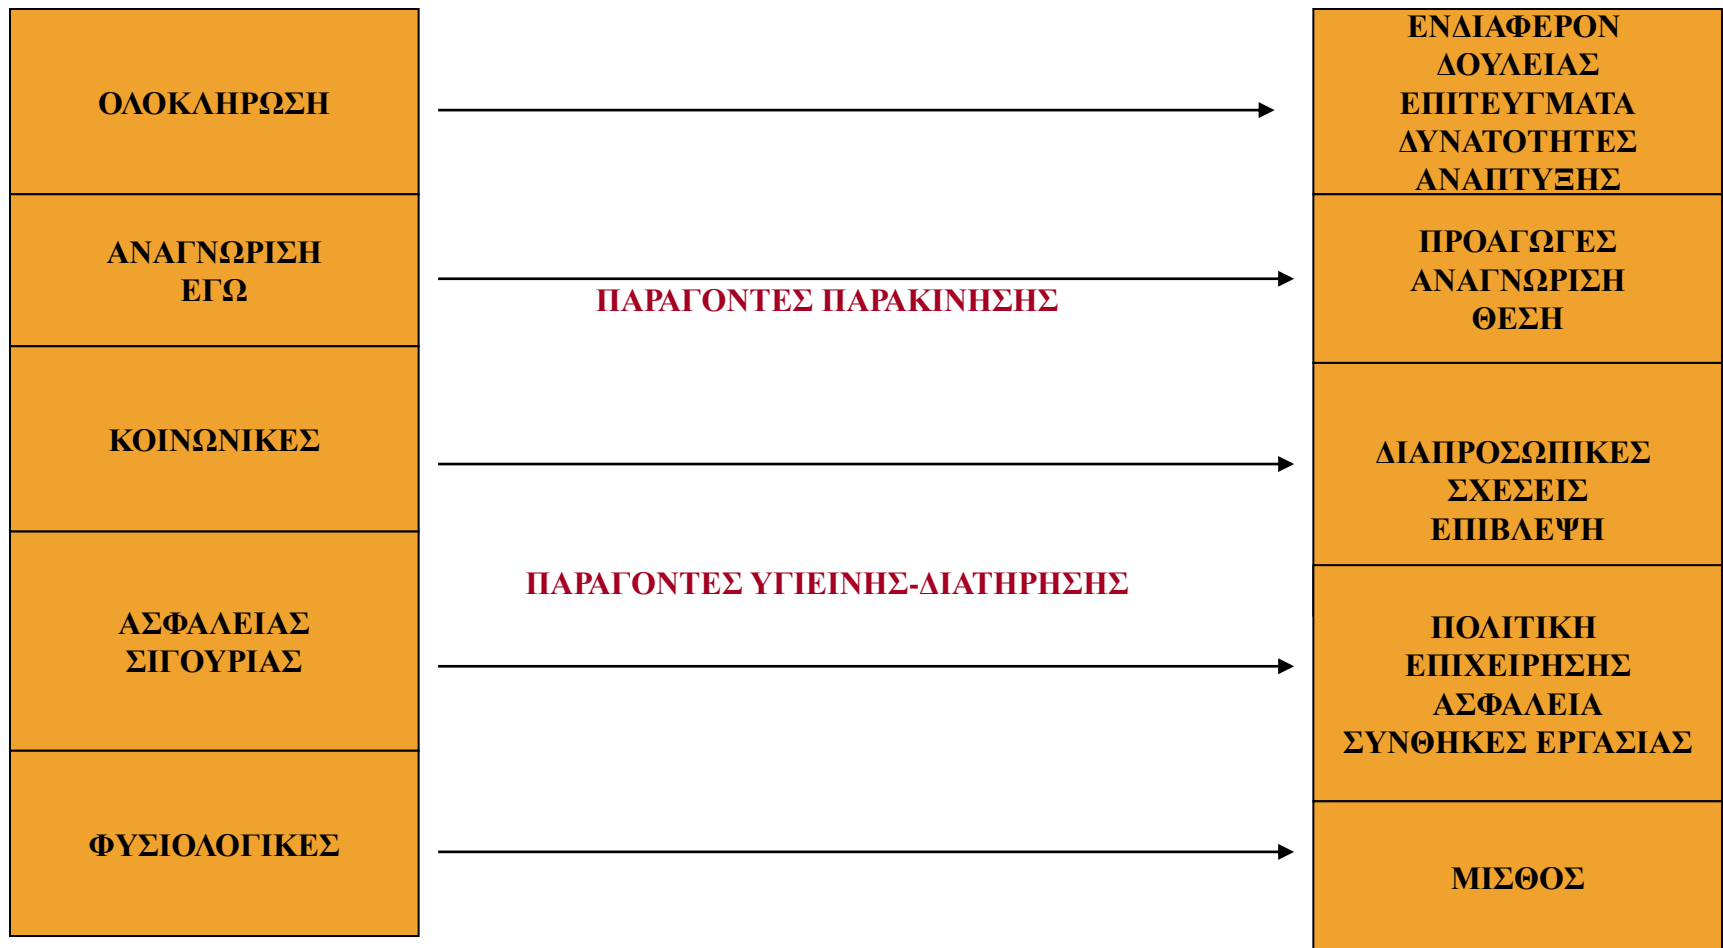 ΟΛΟΚΛΗΡΩΣΗ
ΕΝΔΙΑΦΕΡΟΝ
ΔΟΥΛΕΙΑΣ
ΕΠΙΤΕΥΓΜΑΤΑ
ΔΥΝΑΤΟΤΗΤΕΣ
ΑΝΑΠΤΥΞΗΣ
ΑΝΑΓΝΩΡΙΣΗ
ΕΓΩ
ΠΑΡΑΓΟΝΤΕΣ ΠΑΡΑΚΙΝΗΣΗΣ
ΠΡΟΑΓΩΓΕΣ
ΑΝΑΓΝΩΡΙΣΗ
ΘΕΣΗ
ΚΟΙΝΩΝΙΚΕΣ
ΔΙΑΠΡΟΣΩΠΙΚΕΣ
ΣΧΕΣΕΙΣ
ΕΠΙΒΛΕΨΗ
ΠΑΡΑΓΟΝΤΕΣ ΥΓΙΕΙΝΗΣ-ΔΙΑΤΗΡΗΣΗΣ
ΑΣΦΑΛΕΙΑΣ
ΣΙΓΟΥΡΙΑΣ
ΠΟΛΙΤΙΚΗ
ΕΠΙΧΕΙΡΗΣΗΣ
ΑΣΦΑΛΕΙΑ
ΣΥΝΘΗΚΕΣ ΕΡΓΑΣΙΑΣ
ΦΥΣΙΟΛΟΓΙΚΕΣ
ΜΙΣΘΟΣ